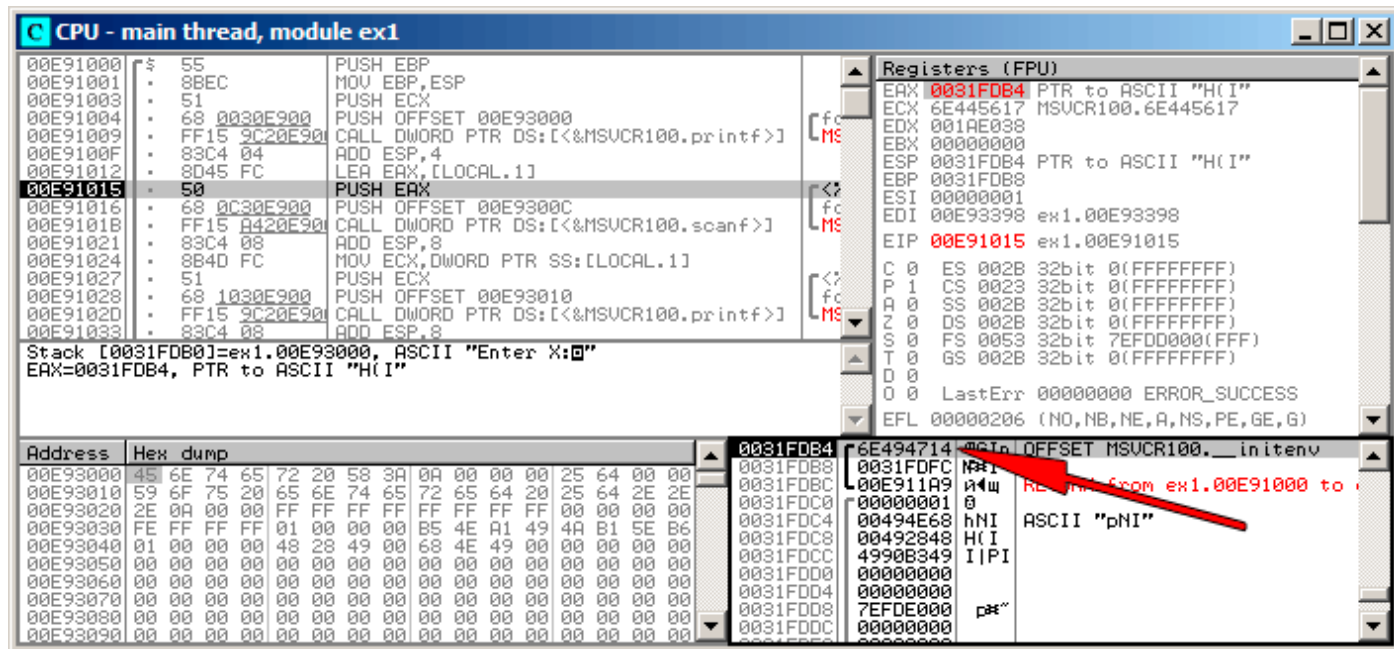 C CPU - main thread, module ex1
00E91000 $ 55 PUSH EBP
00E91001 . 8BEC MOV EBP,ESP
00E91003 . 51 PUSH ECX
00E91004 . 68 0030E900 PUSH OFFSET 00E93000
00E91009 . FF15 9C20E900 CALL DWORD PTR DS:[<&MSVCR100.printf>]
00E9100F . 83C4 04 ADD ESP,4
00E91012 . 8D45 FC LEA EAX,[LOCAL.1]
00E91015 . 50 PUSH EAX
00E91016 . 68 0C30E900 PUSH OFFSET 00E9300C
00E9101B . FF15 A420E900 CALL DWORD PTR DS:[<&MSVCR100.scanf>]
00E91021 . 83C4 08 ADD ESP,8
00E91024 . 8B4D FC MOV ECX,DWORD PTR SS:[LOCAL.1]
00E91027 . 51 PUSH ECX
00E91028 . 68 1030E900 PUSH OFFSET 00E93010
00E9102D . FF15 9C20E900 CALL DWORD PTR DS:[<&MSVCR100.printf>]
00E91033 . 83C4 08 ADD ESP,8
Registers (FPU)
EAX 0031FDB4 PTR to ASCII "H(I"
ECX 6E445617 MSVCR100.6E445617
EDX 001AE038
EBX 00000000
ESP 0031FDB4 PTR to ASCII "H(I"
EBP 0031FDB8
ESI 00000001
EDI 00E93398 ex1.00E93398
EIP 00E91015 ex1.00E91015
C 0 ES 002B 32bit 0(FFFFFFFF)
P 1 CS 0023 32bit 0(FFFFFFFF)
A 0 SS 002B 32bit 0(FFFFFFFF)
Z 0 DS 002B 32bit 0(FFFFFFFF)
S 0 FS 0053 32bit 7EFDD000(FFF)
T 0 GS 002B 32bit 0(FFFFFFFF)
D 0
O 0 LastErr 00000000 ERROR_SUCCESS
EFL 00000206 (NO,NB,NE,A,NS,PE,GE,G)
Stack [0031FDB0]=ex1.00E93000, ASCII "Enter X:◙"
EAX=0031FDB4, PTR to ASCII "H(I"
Address Hex dump
00E93000 45 6E 74 65 72 20 58 3A 0A 00 00 00 25 64 00 00
00E93010 59 6F 75 20 65 6E 74 65 72 65 64 20 25 64 2E 2E
00E93020 2E 0A 00 00 FF FF FF FF FF FF FF FF 00 00 00 00
00E93030 FE FF FF FF 01 00 00 00 B5 4E A1 49 4A B1 5E B6
00E93040 01 00 00 00 48 28 49 00 68 4E 49 00 00 00 00 00
00E93050 00 00 00 00 00 00 00 00 00 00 00 00 00 00 00 00
00E93060 00 00 00 00 00 00 00 00 00 00 00 00 00 00 00 00
00E93070 00 00 00 00 00 00 00 00 00 00 00 00 00 00 00 00
00E93080 00 00 00 00 00 00 00 00 00 00 00 00 00 00 00 00
00E93090 00 00 00 00 00 00 00 00 00 00 00 00 00 00 00 00
0031FDB4 6E494714 ¶GIn OFFSET MSVCR100.__initenv
0031FDB8 0031FDFC
0031FDBC 00E911A9 from ex1.00E91000 to
0031FDC0 00000001
0031FDC4 00494E68 hNI ASCII "pNI"
0031FDC8 00492848 H(I
0031FDCC 4990B349
0031FDD0 00000000
0031FDD4 00000000
0031FDD8 7EFDE000
0031FDDC 00000000